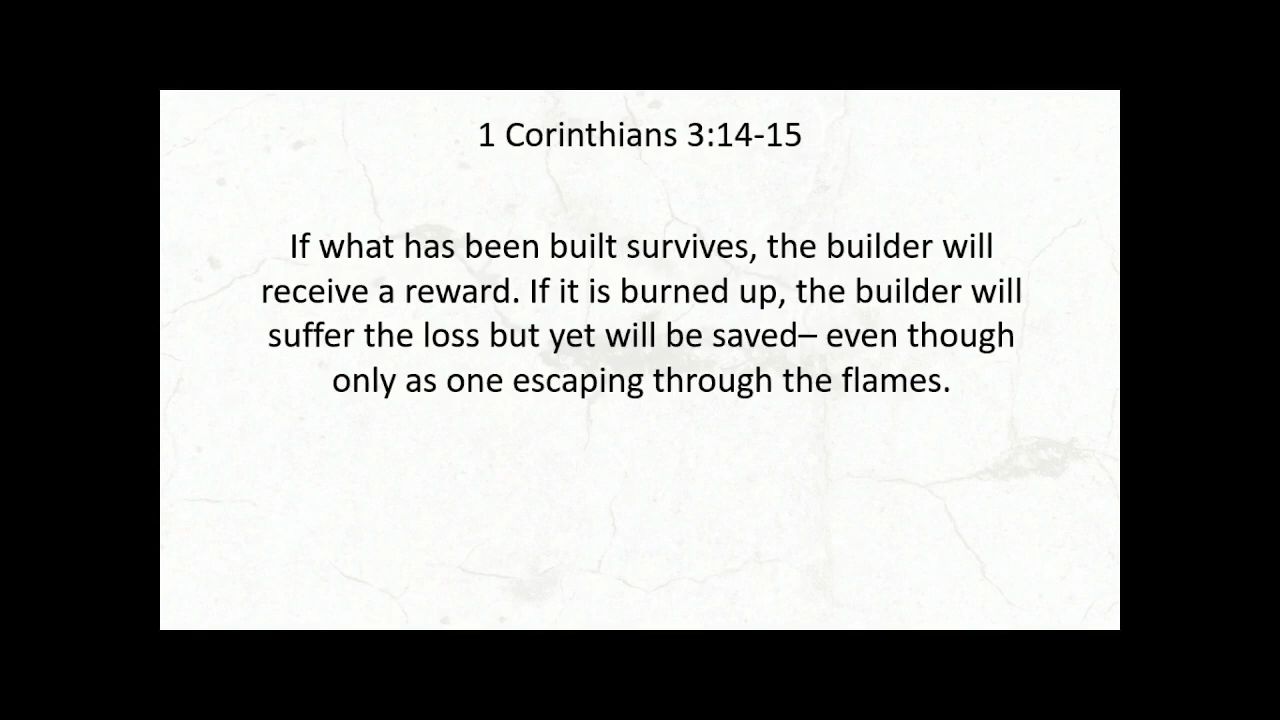 1 Corinthians 3:14-15
If what has been built survives, the builder will
receive a reward. If it is burned up, the builder will
suffer the loss but yet will be saved– even though
only as one escaping through the flames.